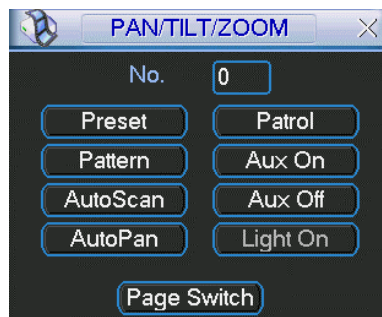 PAN/TILT/ZOOM
No. 0
Preset Patrol
Pattern Aux On
AutoScan Aux Off
AutoPan Light On
Page Switch